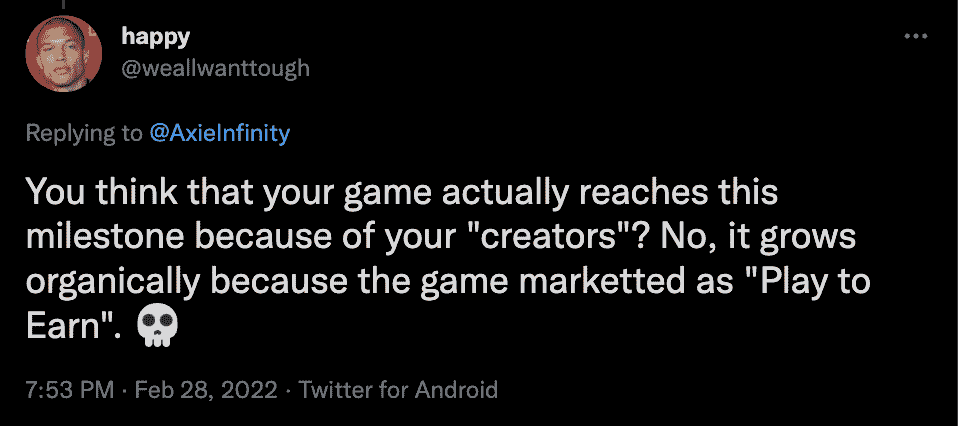 happy
@weallwanttough
Replying to @AxieInfinity
You think that your game actually reaches this
milestone because of your "creators"? No, it grows
organically because the game marketted as "Play to
Earn". 💀
7:53 PM · Feb 28, 2022 · Twitter for Android